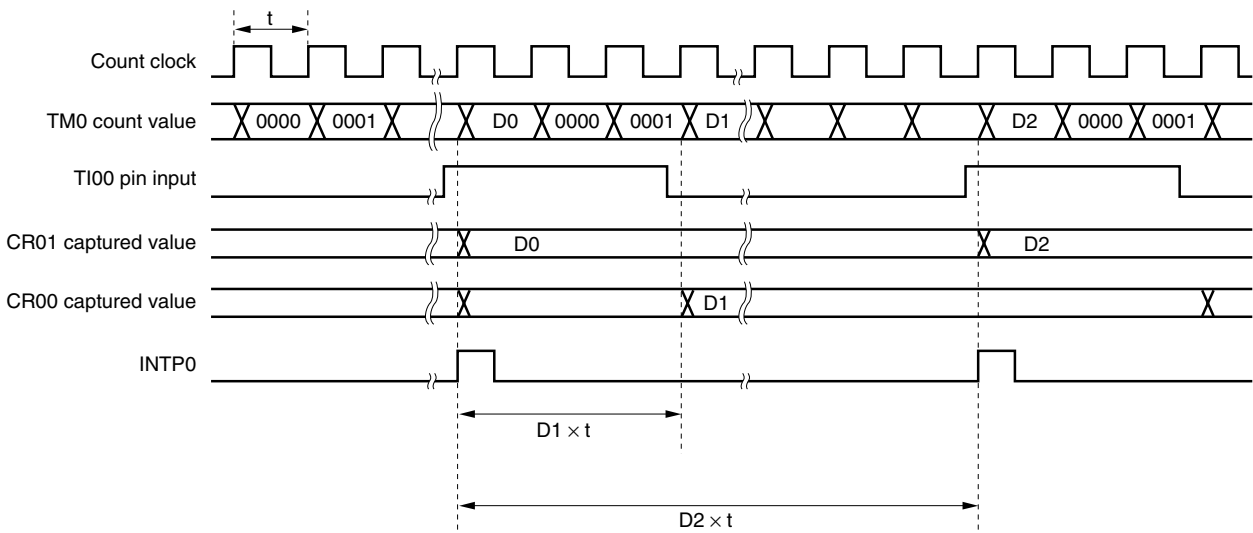 t
Count clock
TM0 count value 0000 0001 D0 0000 0001 D1 D2 0000 0001
TI00 pin input
CR01 captured value D0 D2
CR00 captured value D1
INTP0
D1 × t
D2 × t